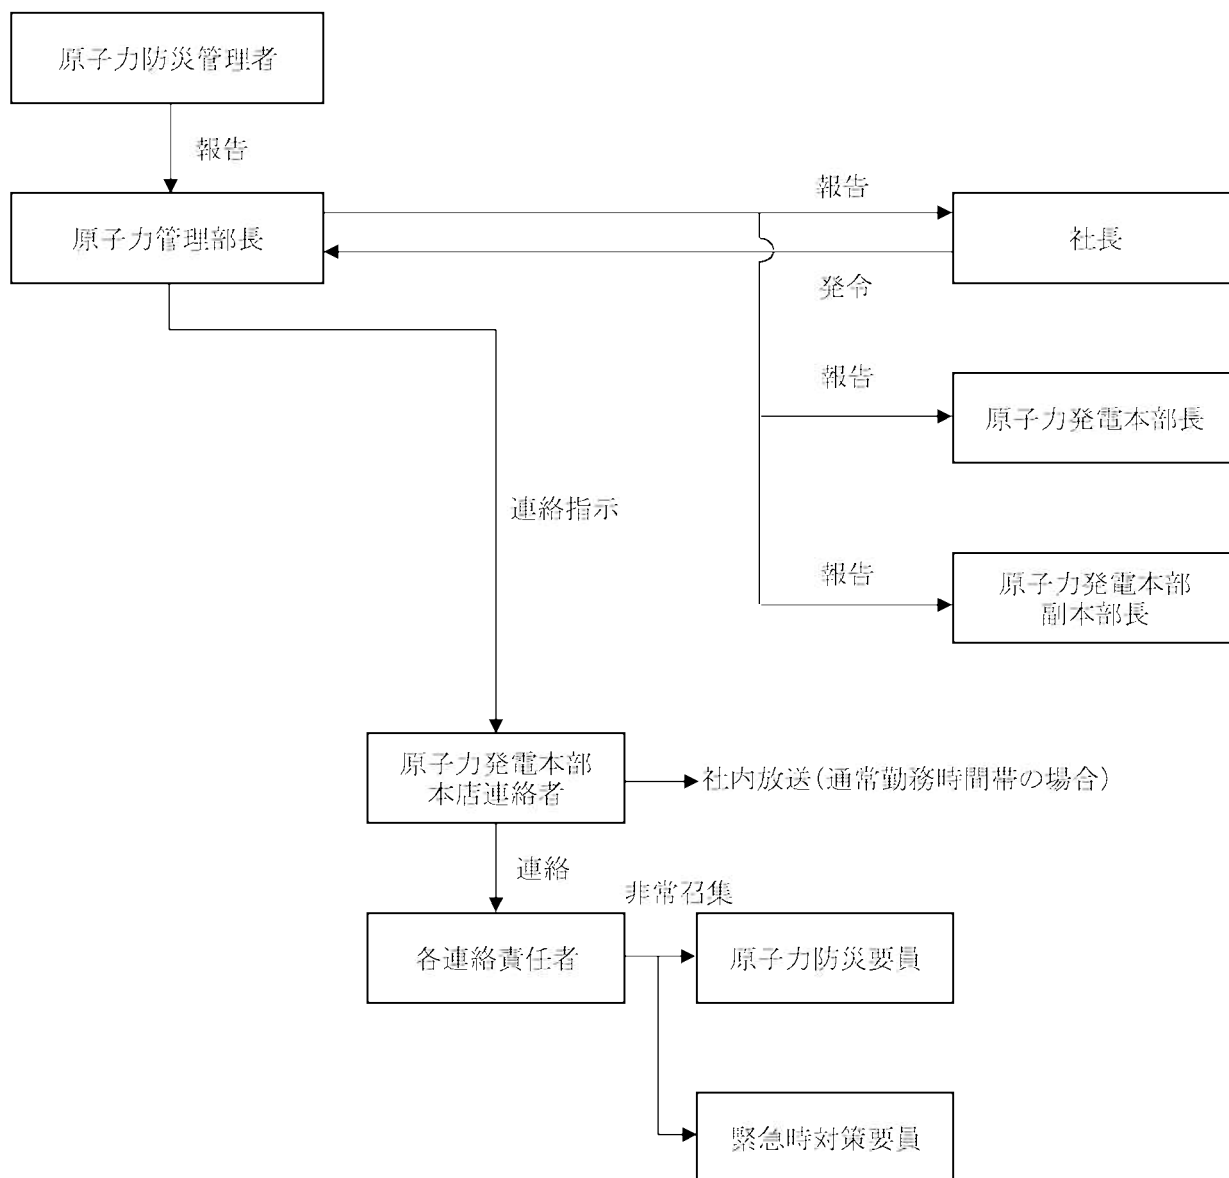 原子力防災管理者
報告
原子力管理部長
報告
社長
発令
報告
原子力発電本部長
連絡指示
報告
原子力発電本部
副本部長
原子力発電本部
本店連絡者
社内放送(通常勤務時間帯の場合)
連絡
非常召集
各連絡責任者
原子力防災要員
緊急時対策要員